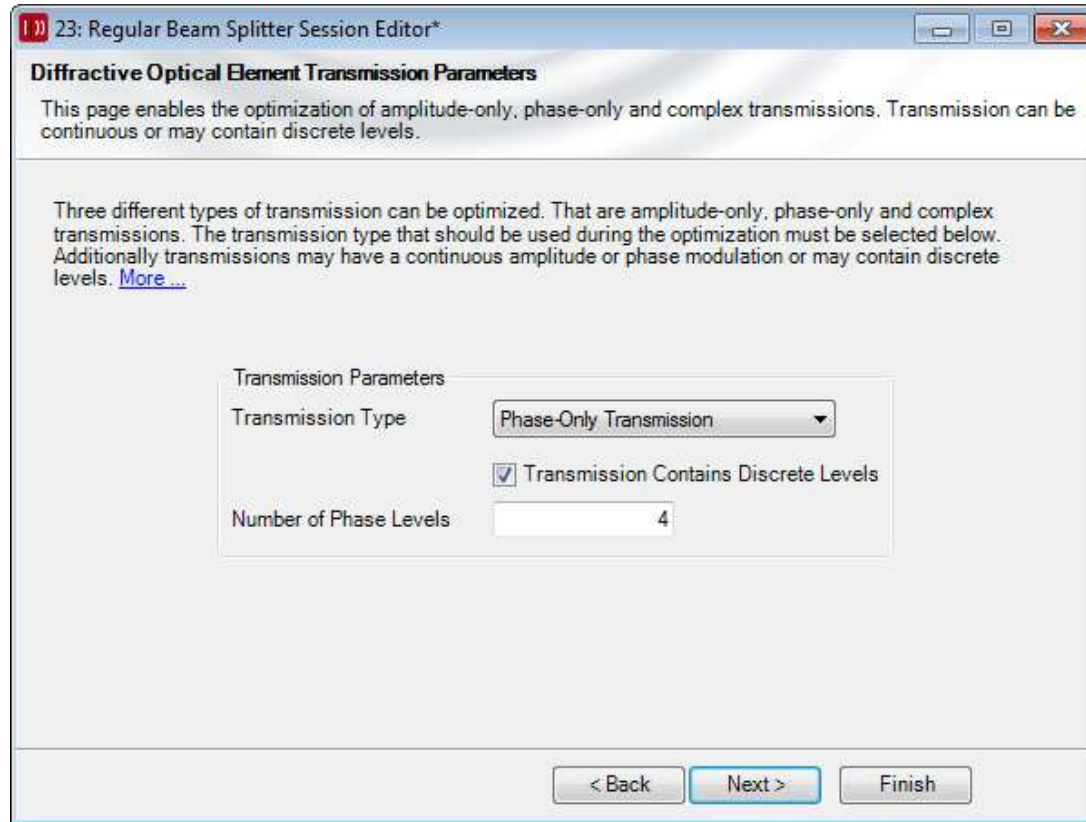 23: Regular Beam Splitter Session Editor*
Diffractive Optical Element Transmission Parameters
This page enables the optimization of amplitude-only, phase-only and complex transmissions. Transmission can be
continuous or may contain discrete levels.
Three different types of transmission can be optimized. That are amplitude-only, phase-only and complex
transmissions. The transmission type that should be used during the optimization must be selected below.
Additionally transmissions may have a continuous amplitude or phase modulation or may contain discrete
levels. More ...
Transmission Parameters
Transmission Type Phase-Only Transmission
Transmission Contains Discrete Levels
Number of Phase Levels 4
< Back Next > Finish